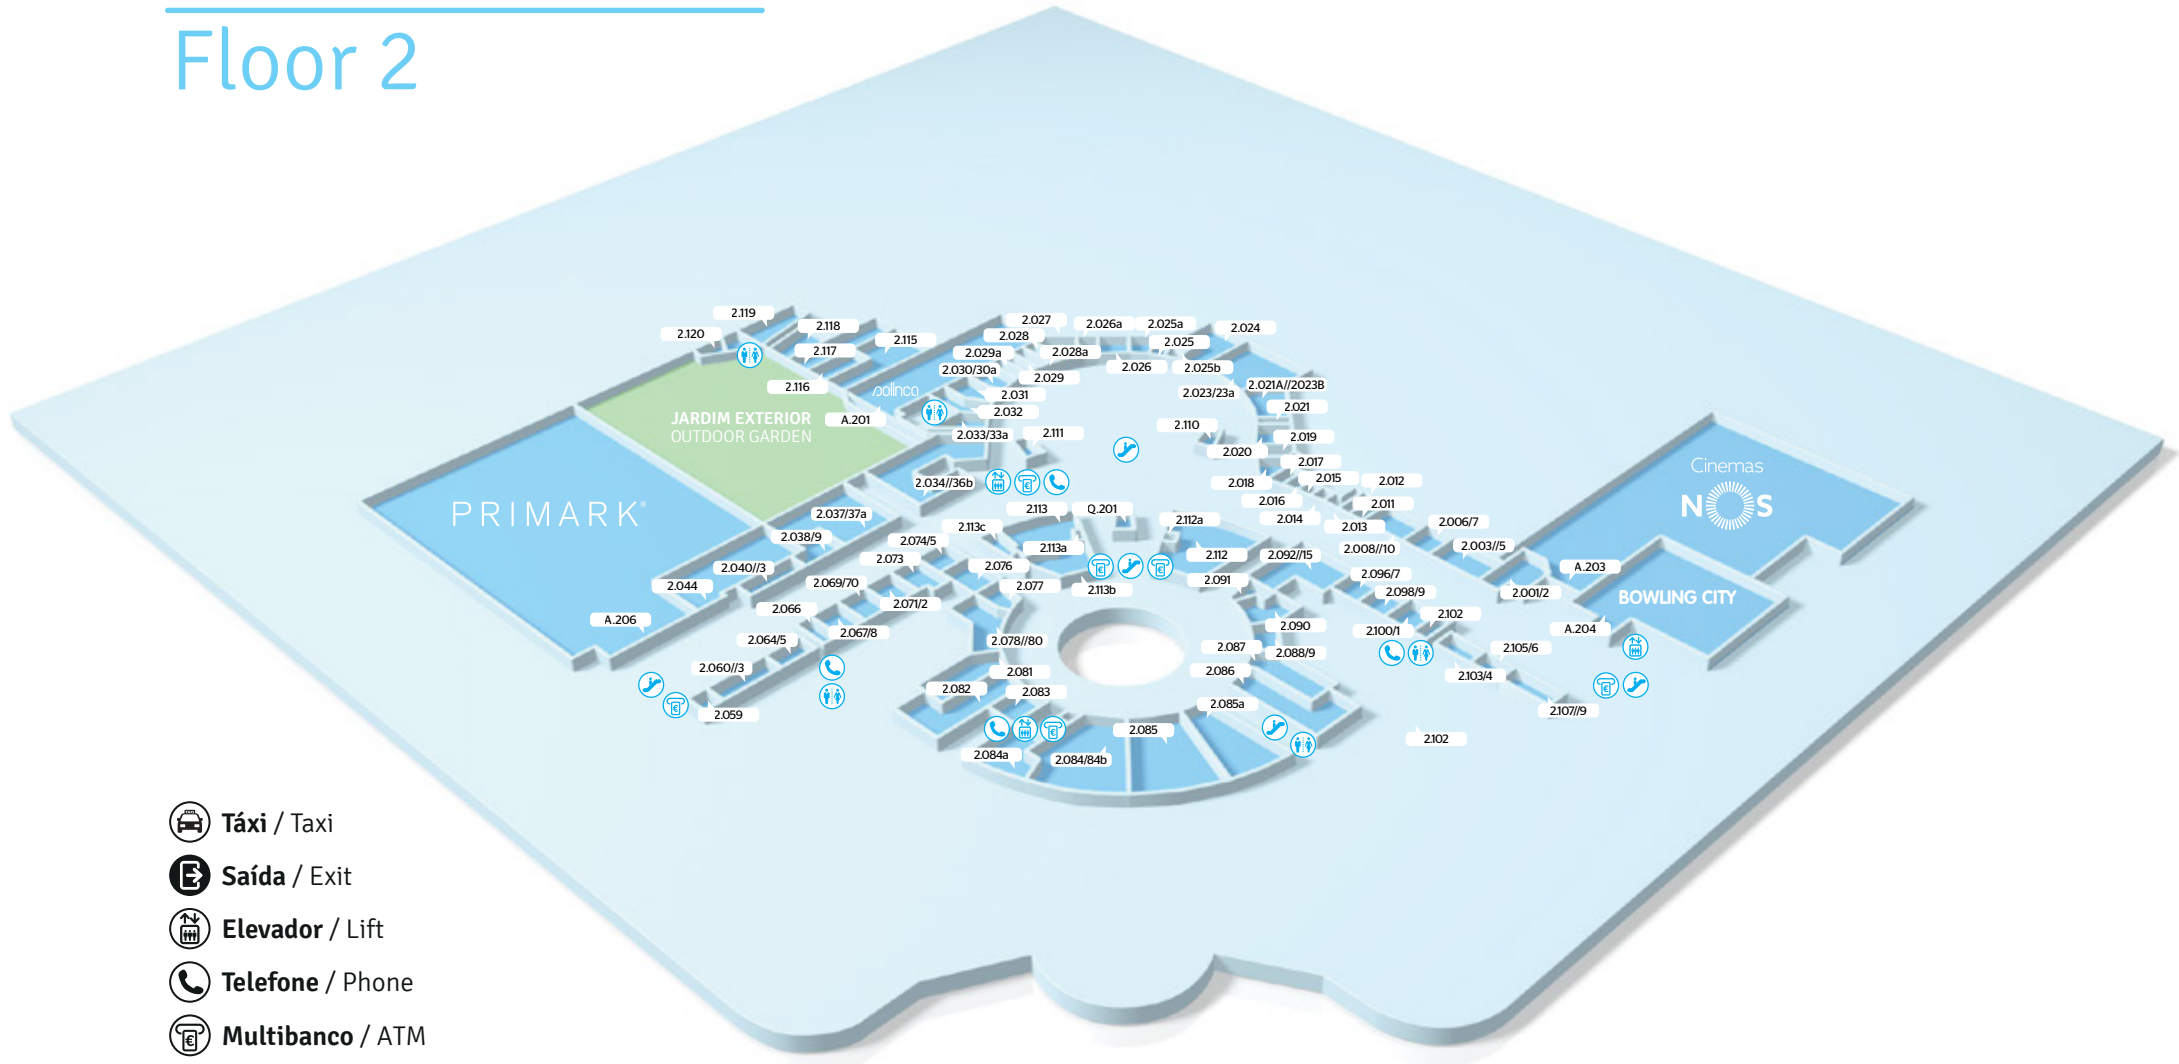 Floor 2
2.119
2.120
2.118
2.117
2.115
2.116
2.027
2.026a
2.025a
2.024
2.028
2.025
2.029a
2.028a
2.026
2.025b
2.030/30a
2.029
2.021A//2023B
2.023/23a
2.031
2.021
2.032
A.201
solinca
JARDIM EXTERIOR
OUTDOOR GARDEN
2.033/33a
2.111
2.110
2.019
2.020
2.017
2.015
2.012
2.034//36b
2.018
2.016
2.011
2.014
2.013
2.006/7
Cinemas
NOS
PRIMARK
2.037/37a
2.113
Q.201
2.113c
2.112a
2.038/9
2.074/5
2.113a
2.112
2.092//15
2.008//10
2.003//5
2.073
2.076
2.040//3
2.091
2.096/7
A.203
2.044
2.069/70
2.077
2.113b
2.098/9
2.001/2
BOWLING CITY
2.066
2.071/2
2.102
A.206
2.090
2.100/1
A.204
2.064/5
2.067/8
2.078//80
2.087
2.088/9
2.105/6
2.060//3
2.081
2.086
2.103/4
2.082
2.083
2.085a
2.107//9
2.059
2.085
2.102
2.084a
2.084/84b
Táxi / Taxi
Saída / Exit
Elevador / Lift
Telefone / Phone
Multibanco / ATM